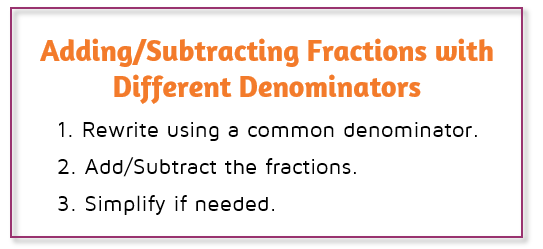 Adding/Subtracting Fractions with
Different Denominators
1. Rewrite using a common denominator.
2. Add/Subtract the fractions.
3. Simplify if needed.